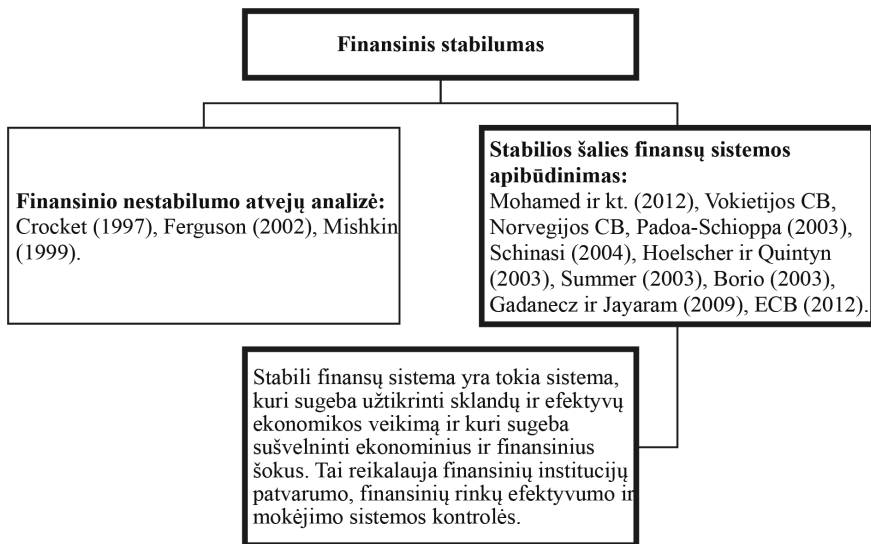 Finansinis stabilumas
Finansinio nestabilumo atvejų analizė:
Crocket (1997), Ferguson (2002), Mishkin
(1999).
Stabilios šalies finansų sistemos
apibūdinimas:
Mohamed ir kt. (2012), Vokietijos CB,
Norvegijos CB, Padoa-Schioppa (2003),
Schinasi (2004), Hoelscher ir Quintyn
(2003), Summer (2003), Borio (2003),
Gadanecz ir Jayaram (2009), ECB (2012).
Stabili finansų sistema yra tokia sistema,
kuri sugeba užtikrinti sklandų ir efektyvų
ekonomikos veikimą ir kuri sugeba
sušvelninti ekonominius ir finansinius
šokus. Tai reikalauja finansinių institucijų
patvarumo, finansinių rinkų efektyvumo ir
mokėjimo sistemos kontrolės.